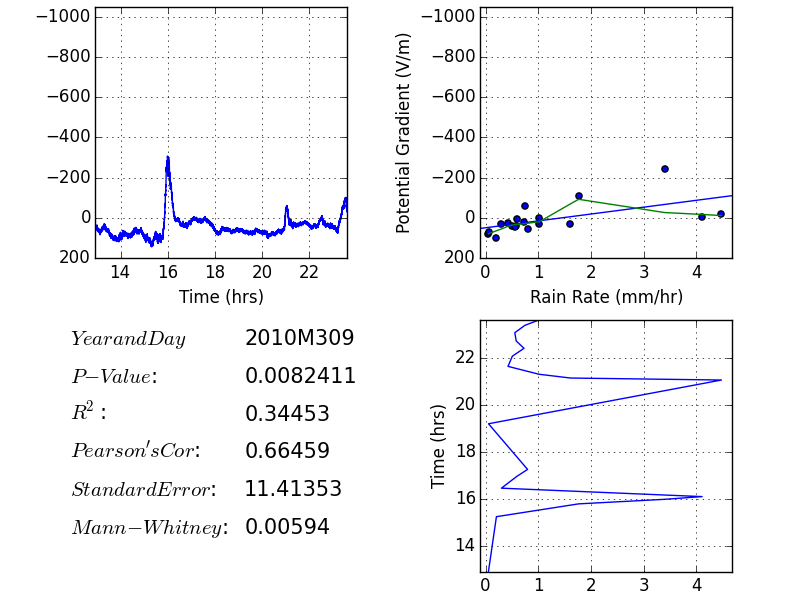 −1000
−800
−600
−400
−200
0
200
14 16 18 20 22
Time (hrs)
Potential Gradient (V/m)
−1000
−800
−600
−400
−200
0
200
0 1 2 3 4
Rain Rate (mm/hr)
YearandDay 2010M309
P−Value: 0.0082411
R²: 0.34453
Pearson'sCor: 0.66459
StandardError: 11.41353
Mann−Whitney: 0.00594
Time (hrs)
22
20
18
16
14
0 1 2 3 4